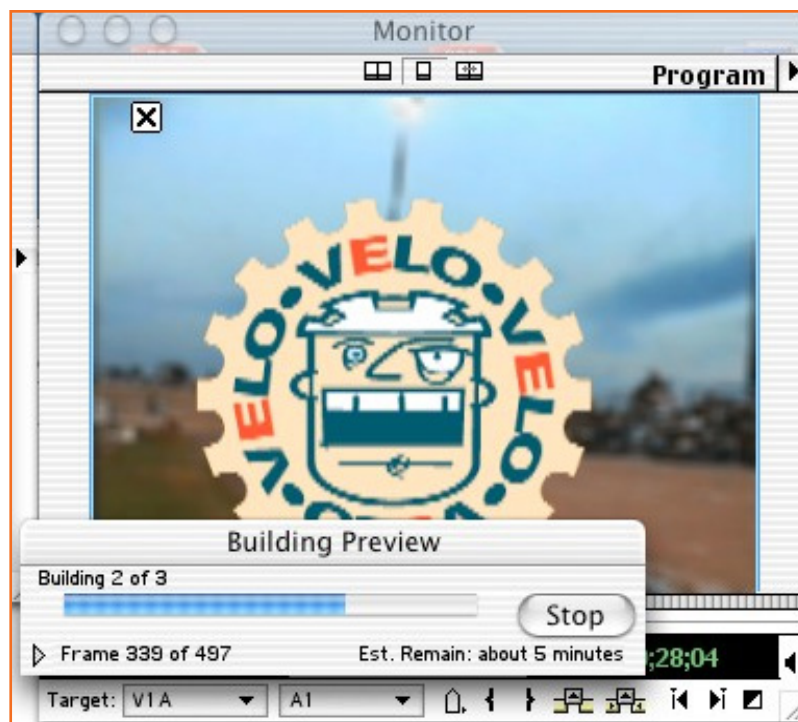 Monitor
Program
VELO•VELO•VELO•VELO
Building Preview
Building 2 of 3
Stop
Frame 339 of 497
Est. Remain: about 5 minutes
;28;04
Target: V1A A1